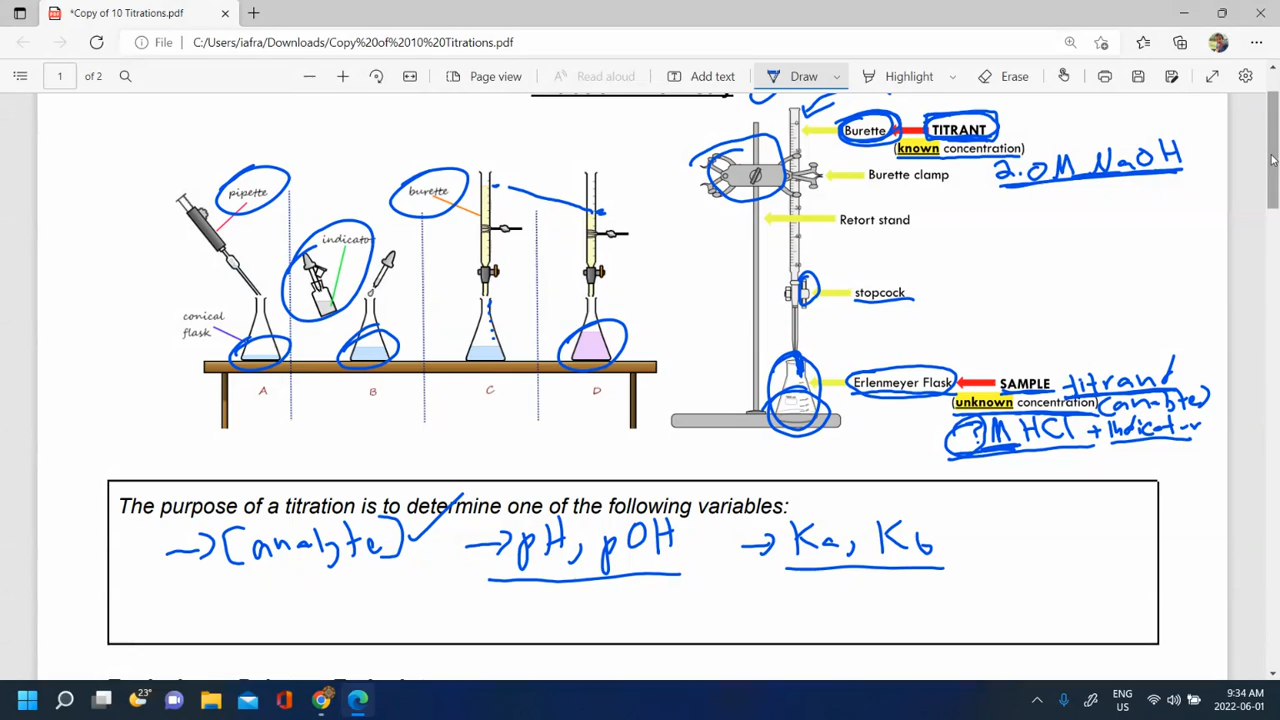 *Copy of 10 Titrations.pdf
File C:/Users/iafra/Downloads/Copy%20of%2010%20Titrations.pdf
1 of 2 Page view Read aloud Add text Draw Highlight Erase
Burette TITRANT
(known concentration)
2.0M NaOH
Burette clamp
Retort stand
stopcock
Erlenmeyer Flask SAMPLE titrand
(unknown concentration) (analyte)
? M HCl + Indicator
pipette
indicator
burette
conical
flask
A B C D
The purpose of a titration is to determine one of the following variables:
→ [analyte] ✓ → pH, pOH → Ka, Kb
23°
ENG
US
9:34 AM
2022-06-01